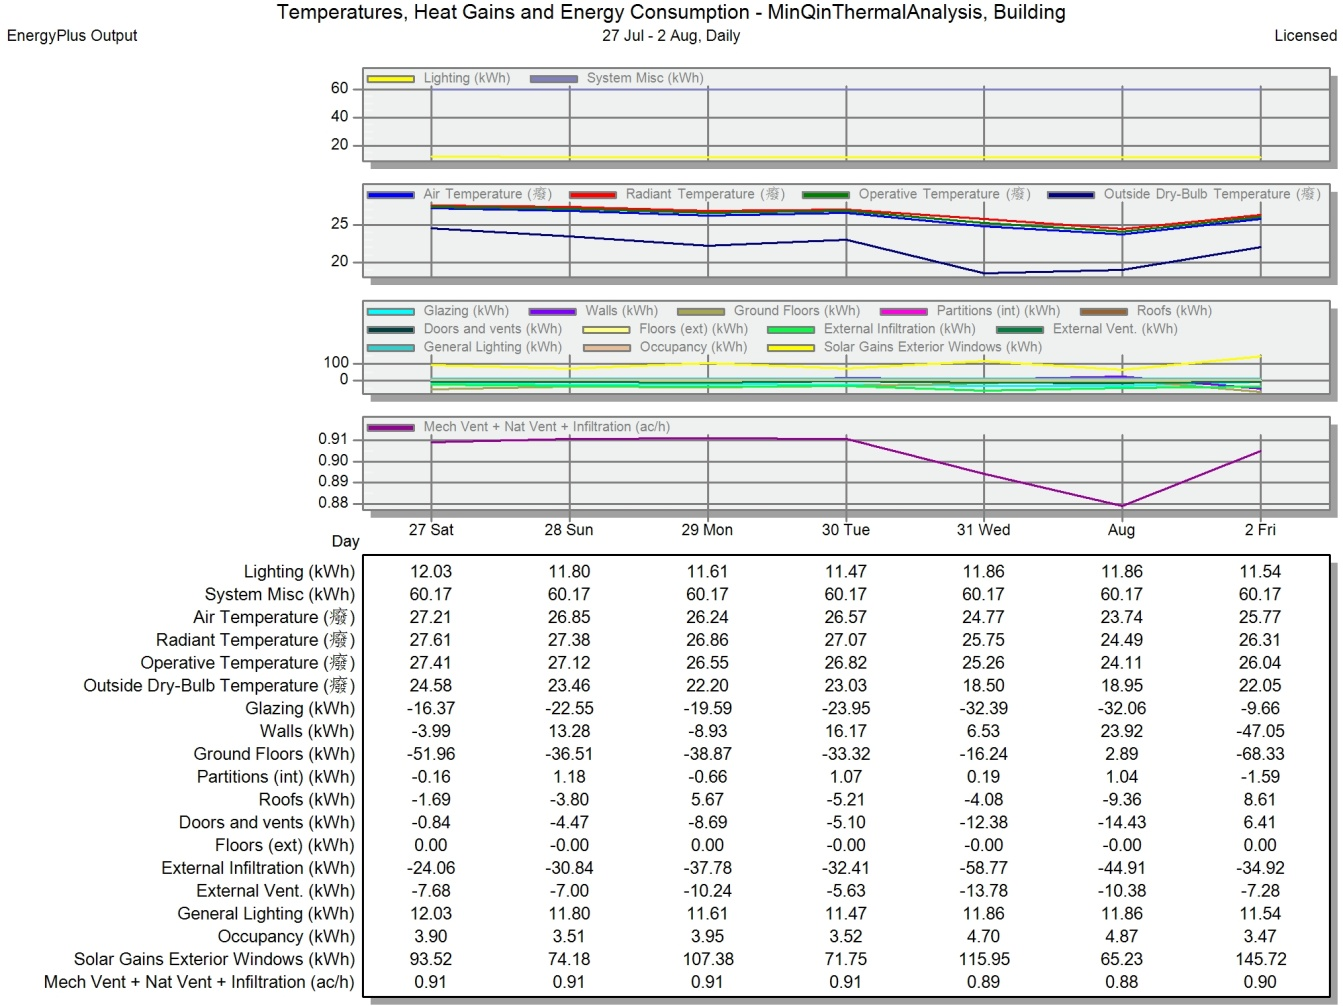 Temperatures, Heat Gains and Energy Consumption - MinQinThermalAnalysis, Building
EnergyPlus Output 27 Jul - 2 Aug, Daily Licensed
Lighting (kWh) System Misc (kWh)
60
40
20
Air Temperature (癈) Radiant Temperature (癈) Operative Temperature (癈) Outside Dry-Bulb Temperature (癈)
25
20
Glazing (kWh) Walls (kWh) Ground Floors (kWh) Partitions (int) (kWh) Roofs (kWh)
Doors and vents (kWh) Floors (ext) (kWh) External Infiltration (kWh) External Vent. (kWh)
General Lighting (kWh) Occupancy (kWh) Solar Gains Exterior Windows (kWh)
100
0
Mech Vent + Nat Vent + Infiltration (ac/h)
0.91
0.90
0.89
0.88
27 Sat 28 Sun 29 Mon 30 Tue 31 Wed Aug 2 Fri
Day
Lighting (kWh) 12.03 11.80 11.61 11.47 11.86 11.86 11.54
System Misc (kWh) 60.17 60.17 60.17 60.17 60.17 60.17 60.17
Air Temperature (癈) 27.21 26.85 26.24 26.57 24.77 23.74 25.77
Radiant Temperature (癈) 27.61 27.38 26.86 27.07 25.75 24.49 26.31
Operative Temperature (癈) 27.41 27.12 26.55 26.82 25.26 24.11 26.04
Outside Dry-Bulb Temperature (癈) 24.58 23.46 22.20 23.03 18.50 18.95 22.05
Glazing (kWh) -16.37 -22.55 -19.59 -23.95 -32.39 -32.06 -9.66
Walls (kWh) -3.99 13.28 -8.93 16.17 6.53 23.92 -47.05
Ground Floors (kWh) -51.96 -36.51 -38.87 -33.32 -16.24 2.89 -68.33
Partitions (int) (kWh) -0.16 1.18 -0.66 1.07 0.19 1.04 -1.59
Roofs (kWh) -1.69 -3.80 5.67 -5.21 -4.08 -9.36 8.61
Doors and vents (kWh) -0.84 -4.47 -8.69 -5.10 -12.38 -14.43 6.41
Floors (ext) (kWh) 0.00 -0.00 0.00 -0.00 -0.00 -0.00 0.00
External Infiltration (kWh) -24.06 -30.84 -37.78 -32.41 -58.77 -44.91 -34.92
External Vent. (kWh) -7.68 -7.00 -10.24 -5.63 -13.78 -10.38 -7.28
General Lighting (kWh) 12.03 11.80 11.61 11.47 11.86 11.86 11.54
Occupancy (kWh) 3.90 3.51 3.95 3.52 4.70 4.87 3.47
Solar Gains Exterior Windows (kWh) 93.52 74.18 107.38 71.75 115.95 65.23 145.72
Mech Vent + Nat Vent + Infiltration (ac/h) 0.91 0.91 0.91 0.91 0.89 0.88 0.90